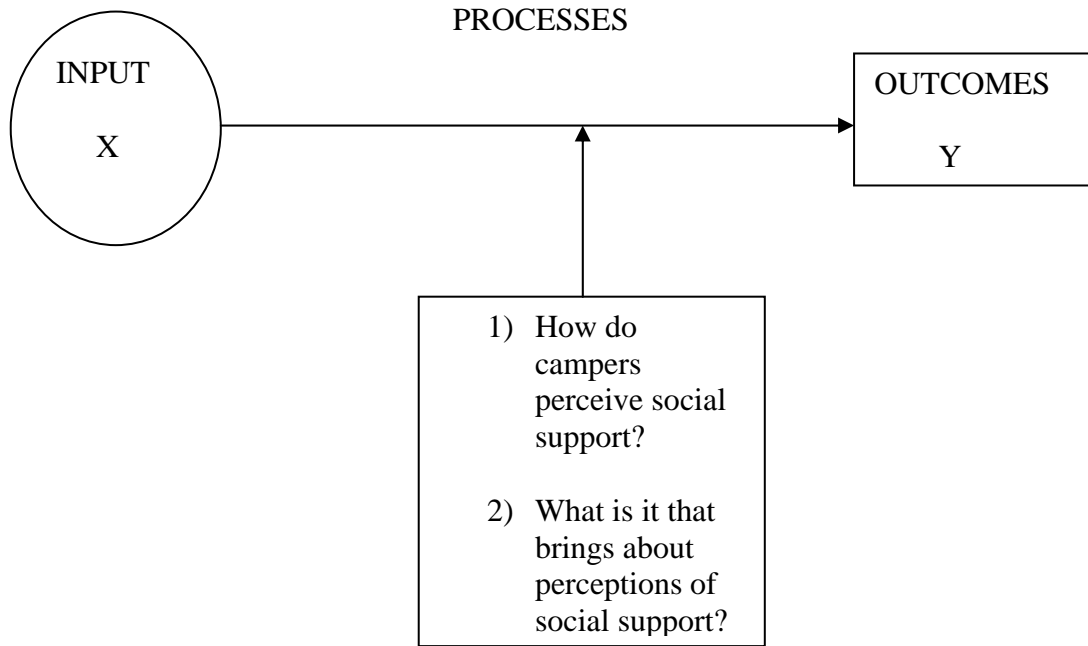 PROCESSES
INPUT
X
OUTCOMES
Y
1) How do
campers
perceive social
support?
2) What is it that
brings about
perceptions of
social support?